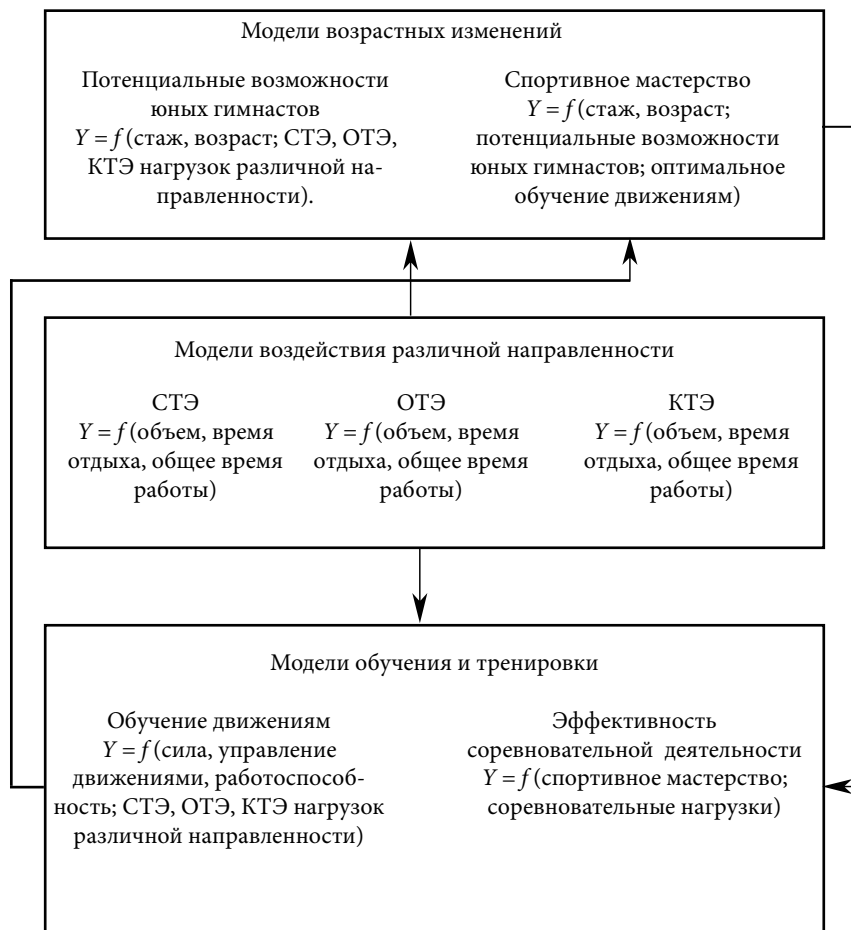 Модели возрастных изменений
Потенциальные возможности
юных гимнастов
Y = f (стаж, возраст; СТЭ, ОТЭ,
КТЭ нагрузок различной на-
правленности).
Спортивное мастерство
Y = f (стаж, возраст;
потенциальные возможности
юных гимнастов; оптимальное
обучение движениям)
Модели воздействия различной направленности
СТЭ
Y = f (объем, время
отдыха, общее время
работы)
ОТЭ
Y = f (объем, время
отдыха, общее время
работы)
КТЭ
Y = f (объем, время
отдыха, общее время
работы)
Модели обучения и тренировки
Обучение движениям
Y = f (сила, управление
движениями, работоспособ-
ность; СТЭ, ОТЭ, КТЭ нагрузок
различной направленности)
Эффективность
соревновательной деятельности
Y = f (спортивное мастерство;
соревновательные нагрузки)